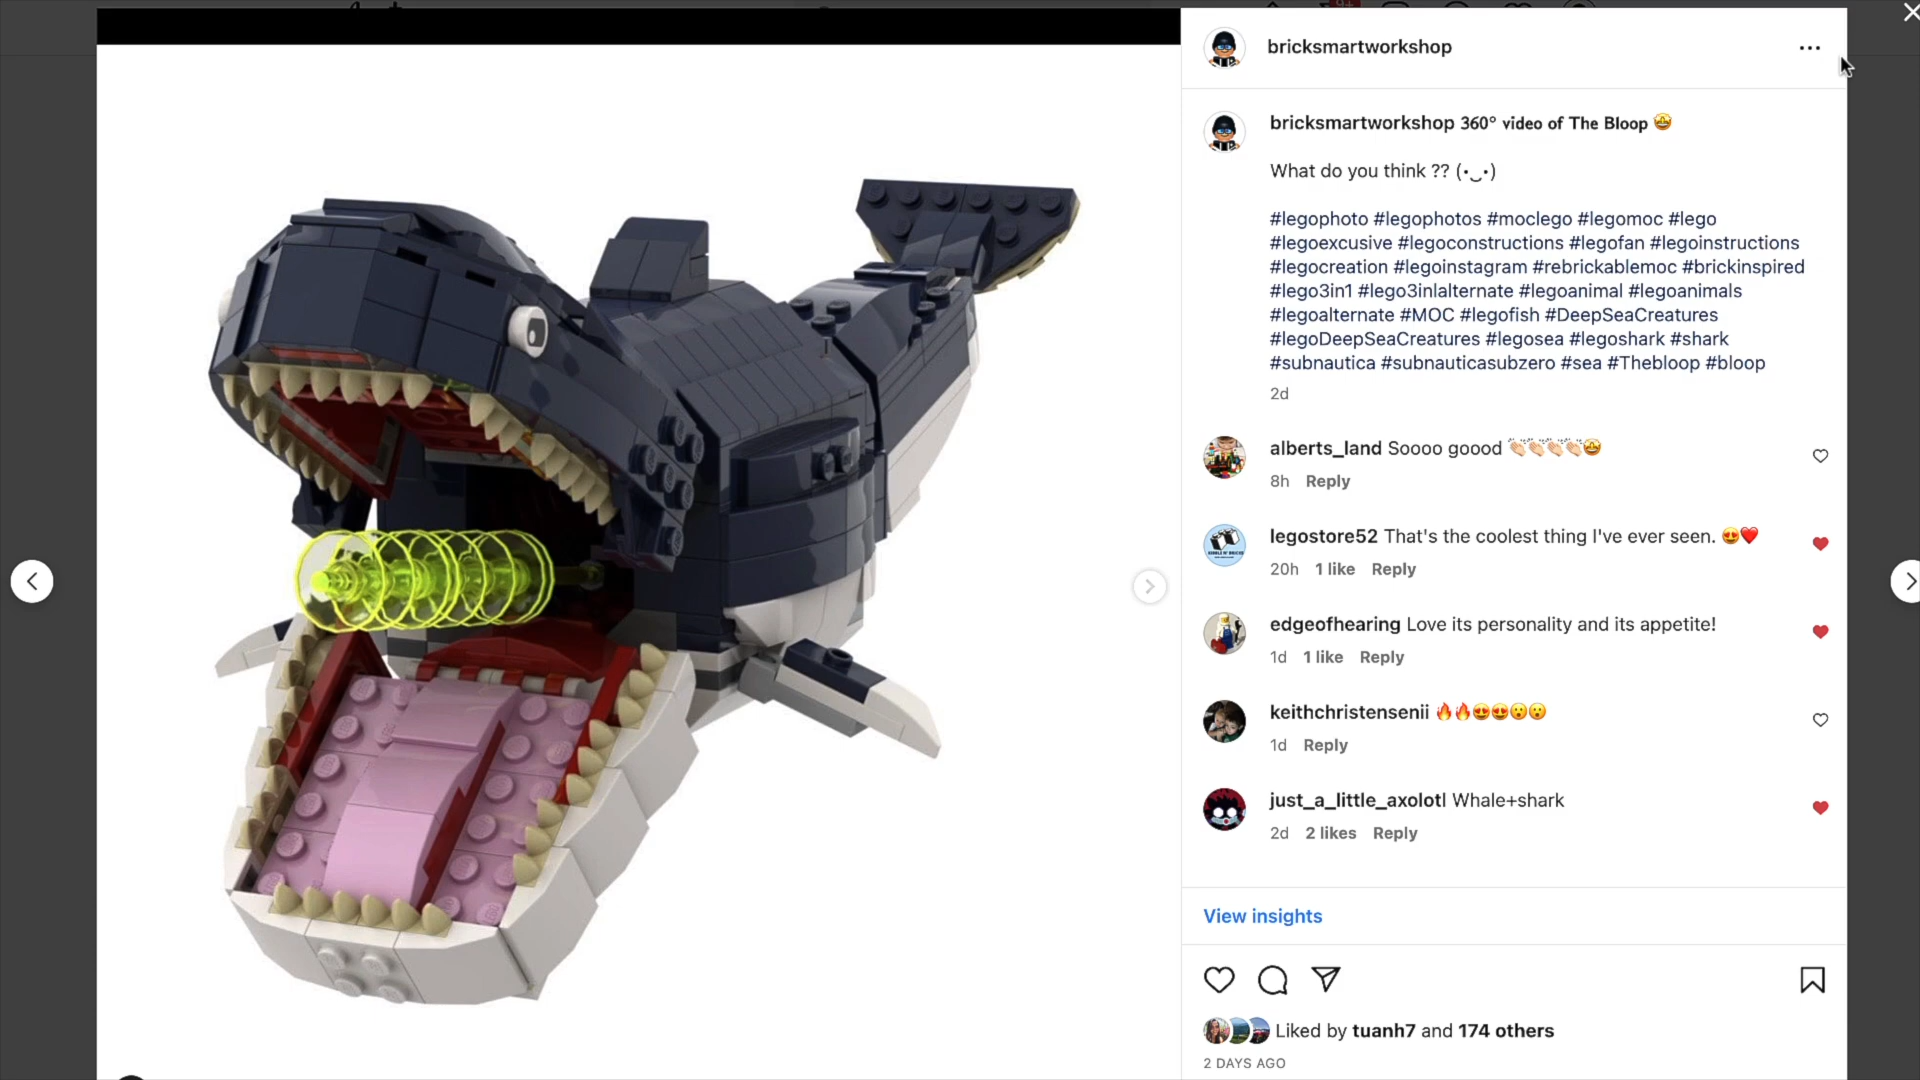 bricksmartworkshop
bricksmartworkshop 360° video of The Bloop 🤩
What do you think ?? (•‿•)
#legophoto #legophotos #moclego #legomoc #lego
#legoexcusive #legoconstructions #legofan #legoinstructions
#legocreation #legoinstagram #rebrickablemoc #brickinspired
#lego3in1 #lego3in1alternate #legoanimal #legoanimals
#legoalternate #MOC #legofish #DeepSeaCreatures
#legoDeepSeaCreatures #legosea #legoshark #shark
#subnautica #subnauticasubzero #sea #Thebloop #bloop
2d
alberts_land Soooo goood 👏🏻👏🏻👏🏻👏🏻🤩
8h Reply
legostore52 That's the coolest thing I've ever seen. 😍❤️
20h 1 like Reply
edgeofhearing Love its personality and its appetite!
1d 1 like Reply
keithchristensenii 🔥🔥😍😍😮😮
1d Reply
just_a_little_axolotl Whale+shark
2d 2 likes Reply
View insights
Liked by tuanh7 and 174 others
2 DAYS AGO